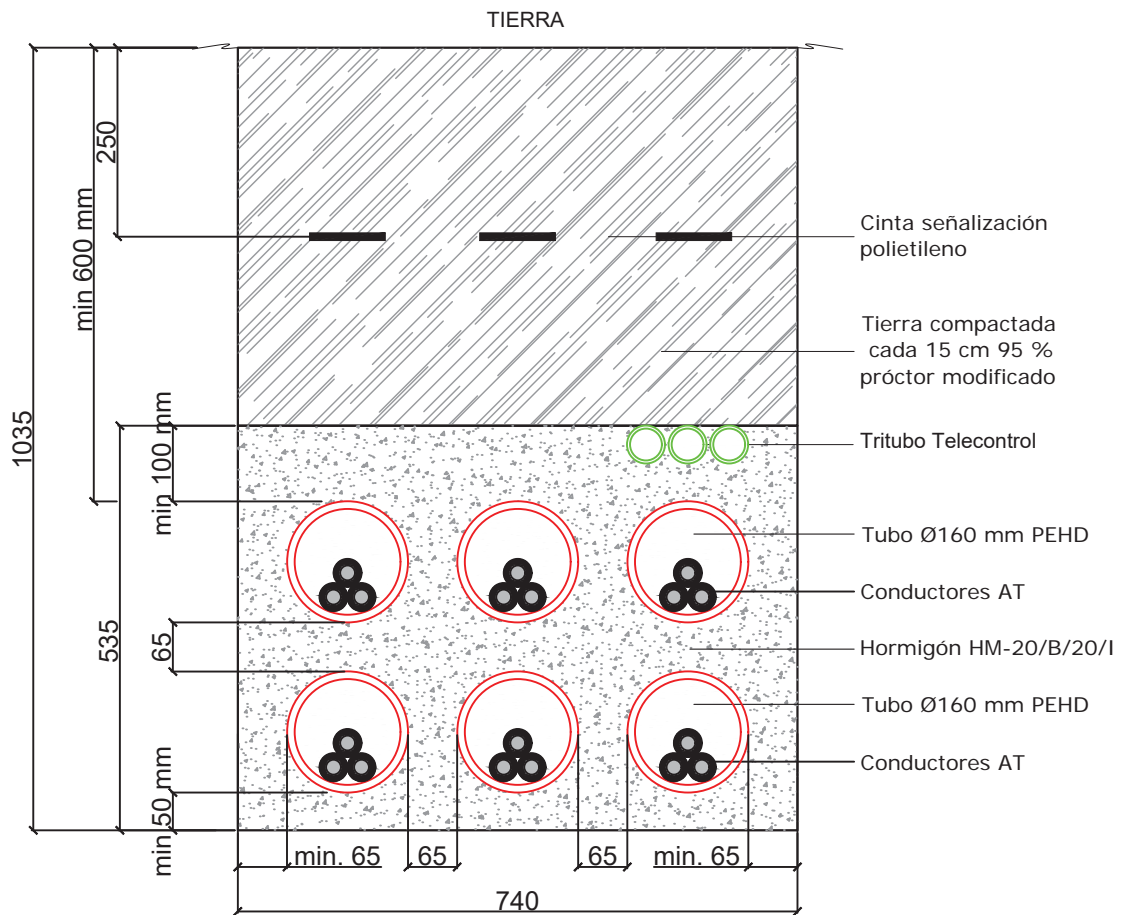 TIERRA
250
min 600 mm
1035
Cinta señalización
polietileno
Tierra compactada
cada 15 cm 95 %
próctor modificado
min 100 mm
535
Tritubo Telecontrol
Tubo Ø160 mm PEHD
Conductores AT
65
Hormigón HM-20/B/20/I
Tubo Ø160 mm PEHD
Conductores AT
min. 50 mm
min. 65
65
65
min. 65
740